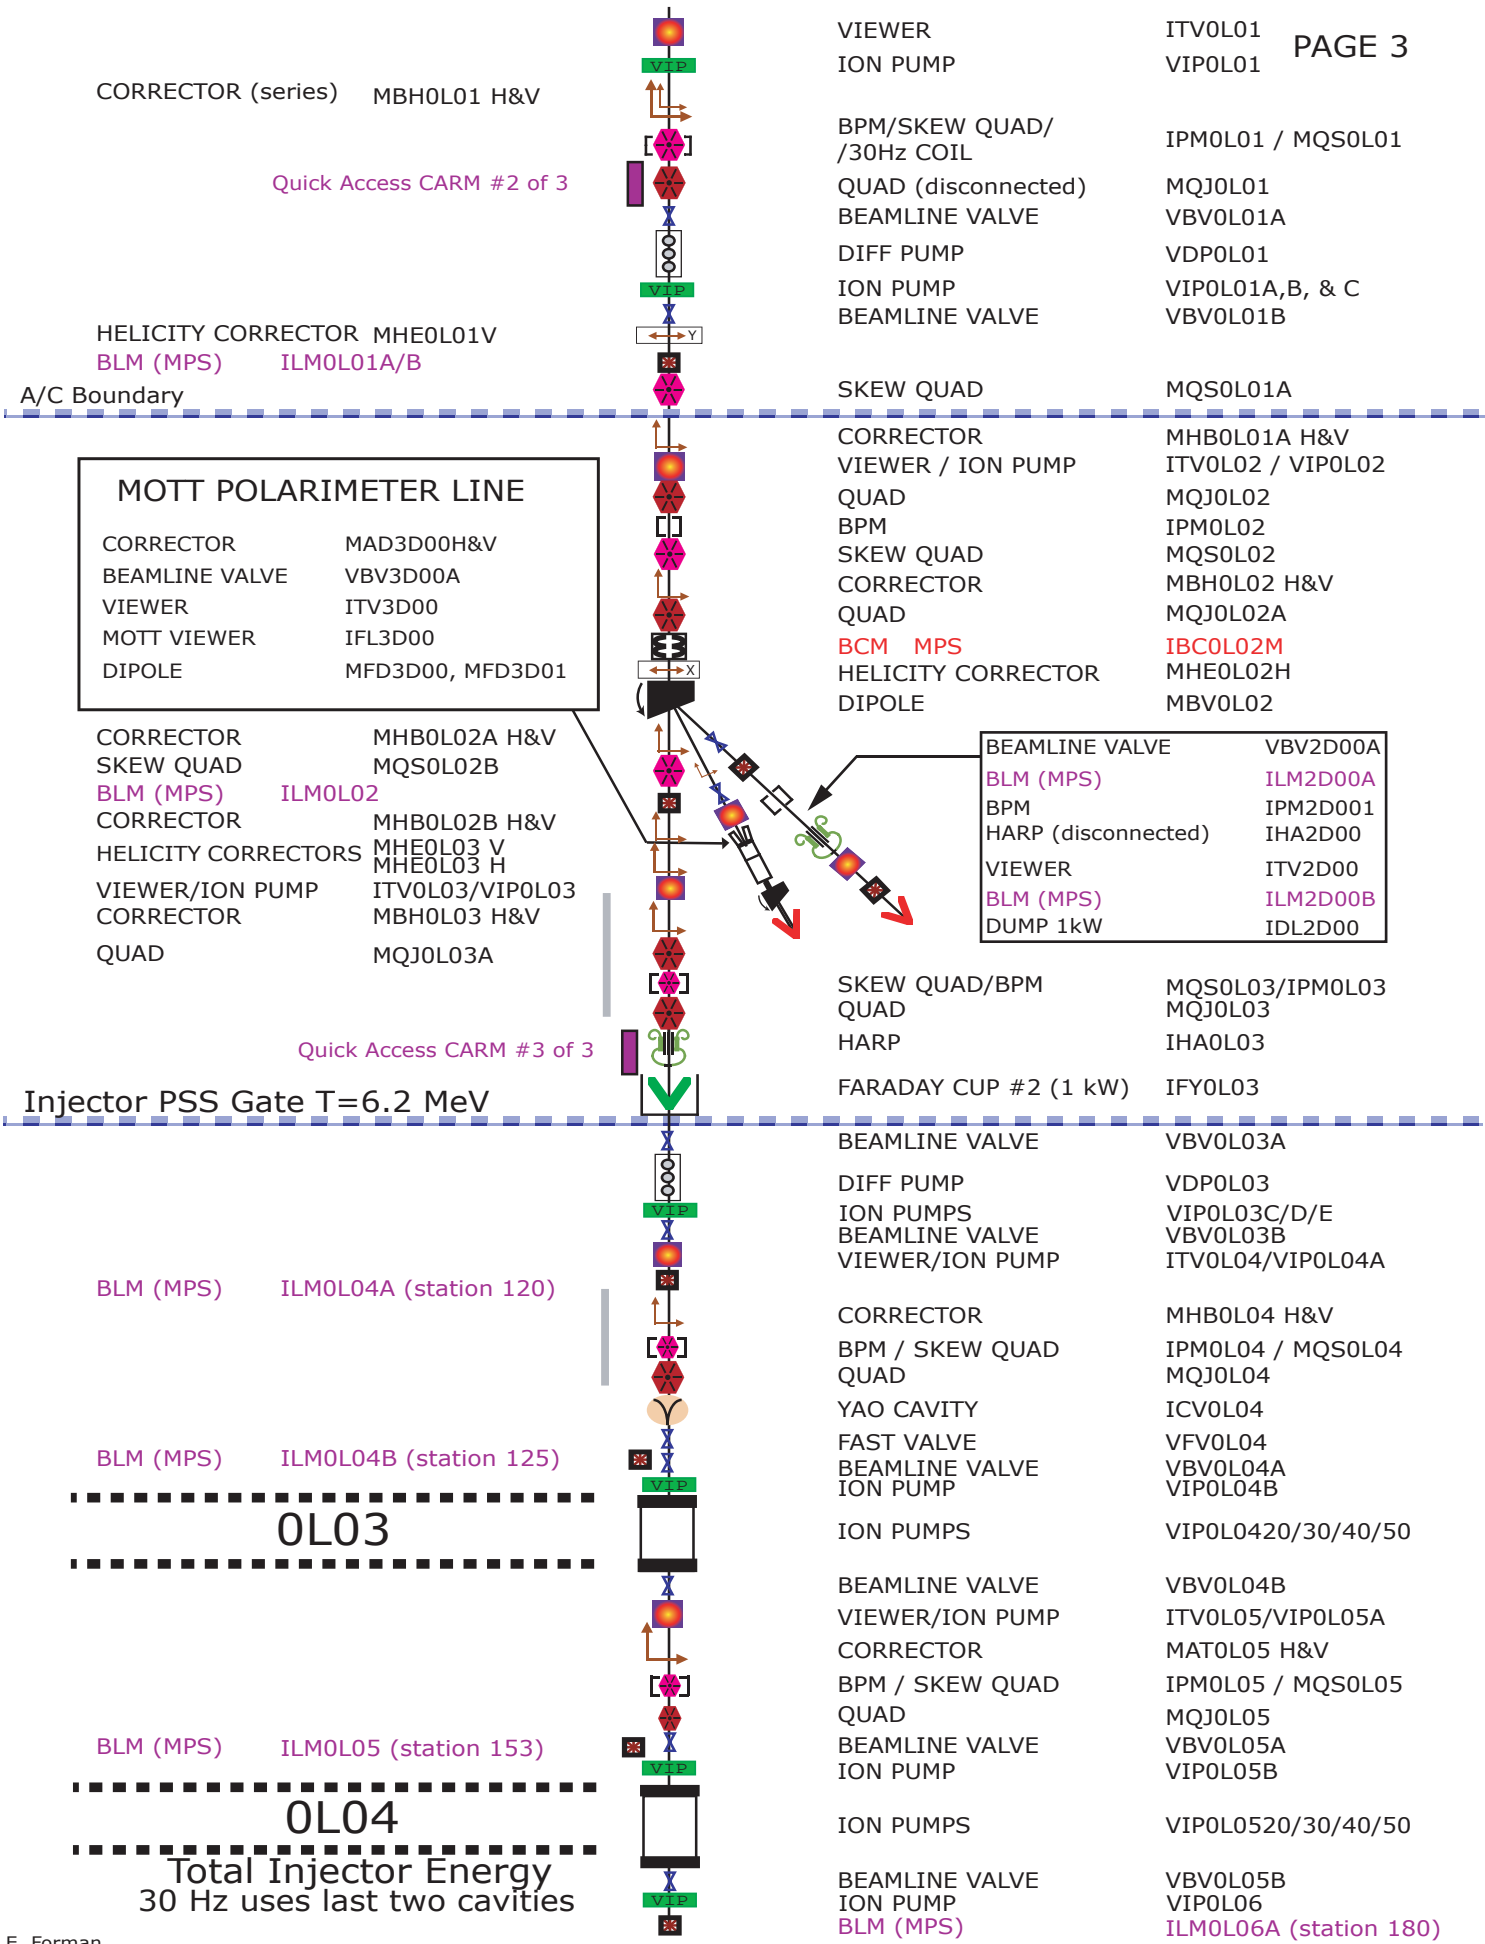 VIEWER ITV0L01
PAGE 3
ION PUMP VIP0L01
VIP
CORRECTOR (series) MBH0L01 H&V
BPM/SKEW QUAD/
/30Hz COIL IPM0L01 / MQS0L01
Quick Access CARM #2 of 3
QUAD (disconnected) MQJ0L01
BEAMLINE VALVE VBV0L01A
DIFF PUMP VDP0L01
VIP
ION PUMP VIP0L01A,B, & C
BEAMLINE VALVE VBV0L01B
HELICITY CORRECTOR MHE0L01V
Y
BLM (MPS) ILM0L01A/B
A/C Boundary
SKEW QUAD MQS0L01A
CORRECTOR MHB0L01A H&V
VIEWER / ION PUMP ITV0L02 / VIP0L02
QUAD MQJ0L02
BPM IPM0L02
SKEW QUAD MQS0L02
CORRECTOR MBH0L02 H&V
QUAD MQJ0L02A
BCM MPS IBC0L02M
HELICITY CORRECTOR MHE0L02H
X
DIPOLE MBV0L02
MOTT POLARIMETER LINE
CORRECTOR MAD3D00H&V
BEAMLINE VALVE VBV3D00A
VIEWER ITV3D00
MOTT VIEWER IFL3D00
DIPOLE MFD3D00, MFD3D01
CORRECTOR MHB0L02A H&V
SKEW QUAD MQS0L02B
BLM (MPS) ILM0L02
CORRECTOR MHB0L02B H&V
HELICITY CORRECTORS MHE0L03 V
MHE0L03 H
VIEWER/ION PUMP ITV0L03/VIP0L03
CORRECTOR MBH0L03 H&V
QUAD MQJ0L03A
BEAMLINE VALVE VBV2D00A
BLM (MPS) ILM2D00A
BPM IPM2D001
HARP (disconnected) IHA2D00
VIEWER ITV2D00
BLM (MPS) ILM2D00B
DUMP 1kW IDL2D00
SKEW QUAD/BPM MQS0L03/IPM0L03
QUAD MQJ0L03
HARP IHA0L03
Quick Access CARM #3 of 3
FARADAY CUP #2 (1 kW) IFY0L03
Injector PSS Gate T=6.2 MeV
BEAMLINE VALVE VBV0L03A
DIFF PUMP VDP0L03
VIP
ION PUMPS VIP0L03C/D/E
BEAMLINE VALVE VBV0L03B
VIEWER/ION PUMP ITV0L04/VIP0L04A
BLM (MPS) ILM0L04A (station 120)
CORRECTOR MHB0L04 H&V
BPM / SKEW QUAD IPM0L04 / MQS0L04
QUAD MQJ0L04
YAO CAVITY ICV0L04
FAST VALVE VFV0L04
BLM (MPS) ILM0L04B (station 125)
BEAMLINE VALVE VBV0L04A
VIP
ION PUMP VIP0L04B
0L03
ION PUMPS VIP0L0420/30/40/50
BEAMLINE VALVE VBV0L04B
VIEWER/ION PUMP ITV0L05/VIP0L05A
CORRECTOR MAT0L05 H&V
BPM / SKEW QUAD IPM0L05 / MQS0L05
QUAD MQJ0L05
BLM (MPS) ILM0L05 (station 153)
BEAMLINE VALVE VBV0L05A
VIP
ION PUMP VIP0L05B
0L04
ION PUMPS VIP0L0520/30/40/50
Total Injector Energy
30 Hz uses last two cavities
BEAMLINE VALVE VBV0L05B
VIP
ION PUMP VIP0L06
BLM (MPS) ILM0L06A (station 180)
E. Forman